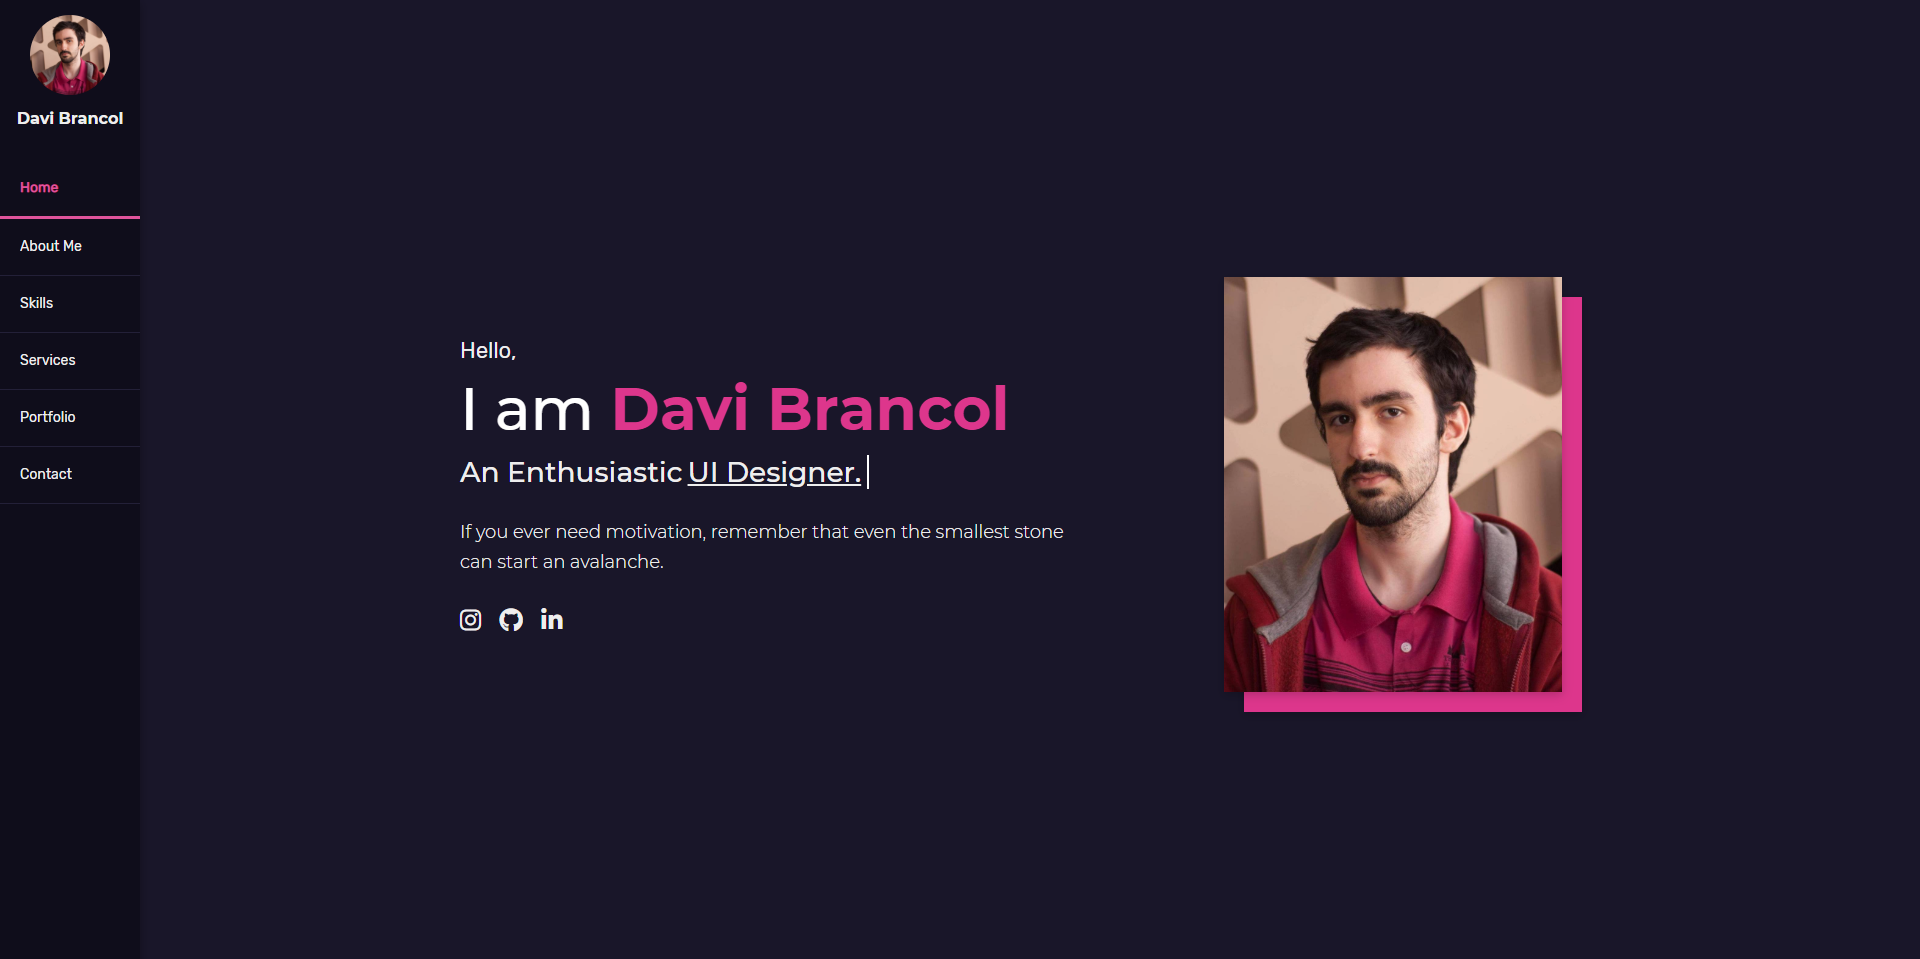 Davi Brancol
Home
About Me
Skills
Services
Portfolio
Contact
Hello,
I am Davi Brancol
An Enthusiastic UI Designer.
If you ever need motivation, remember that even the smallest stone
can start an avalanche.
in